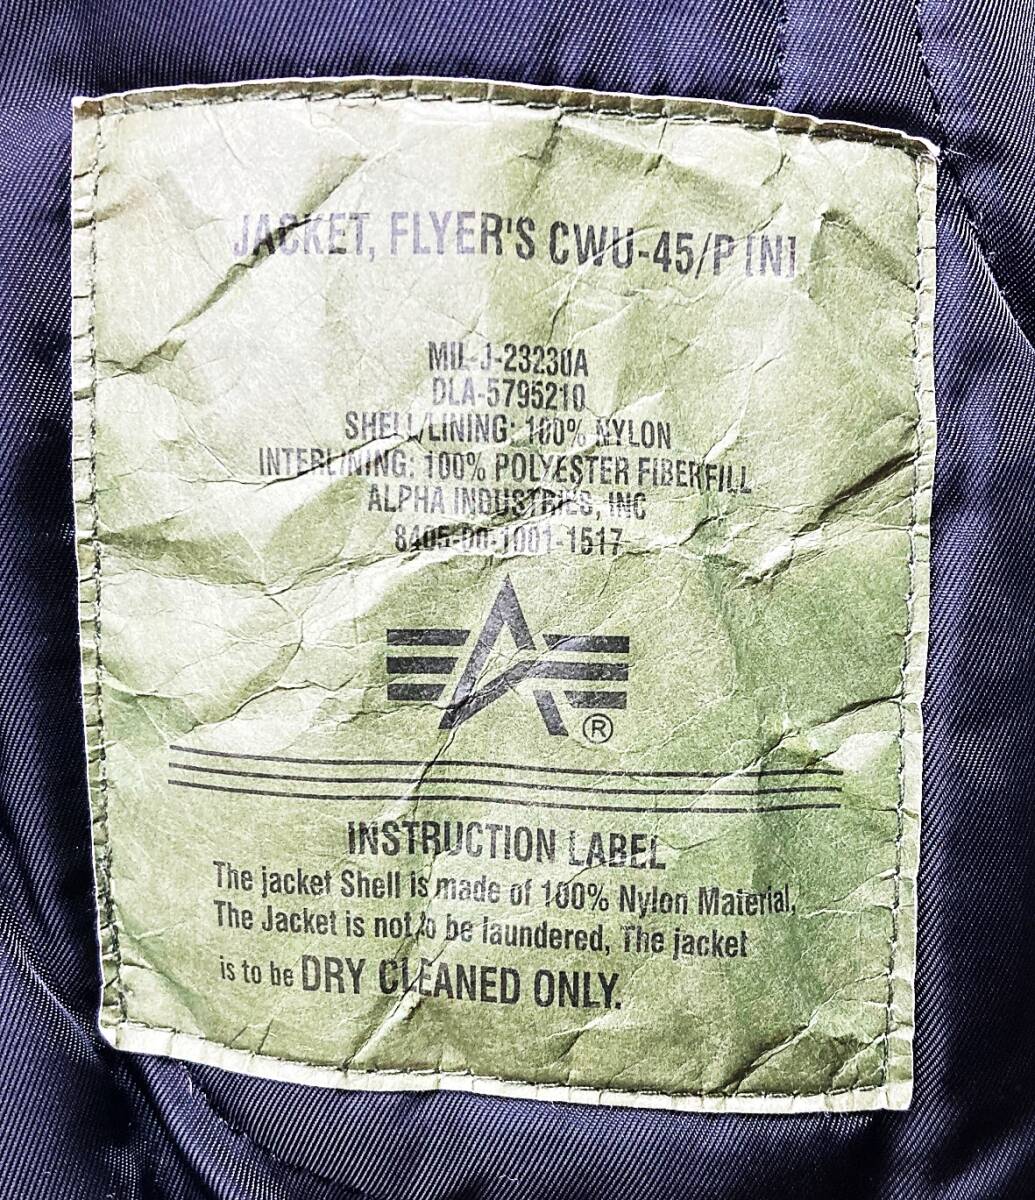 JACKET, FLYER'S CWU-45/P [N]
MIL-J-23230A
DLA-5795210
SHELL/LINING: 100% NYLON
INTERLINING: 100% POLYESTER FIBERFILL
ALPHA INDUSTRIES, INC
8405-00-1001-1517
®
INSTRUCTION LABEL
The jacket Shell is made of 100% Nylon Material,
The Jacket is not to be laundered, The jacket
is to be DRY CLEANED ONLY.